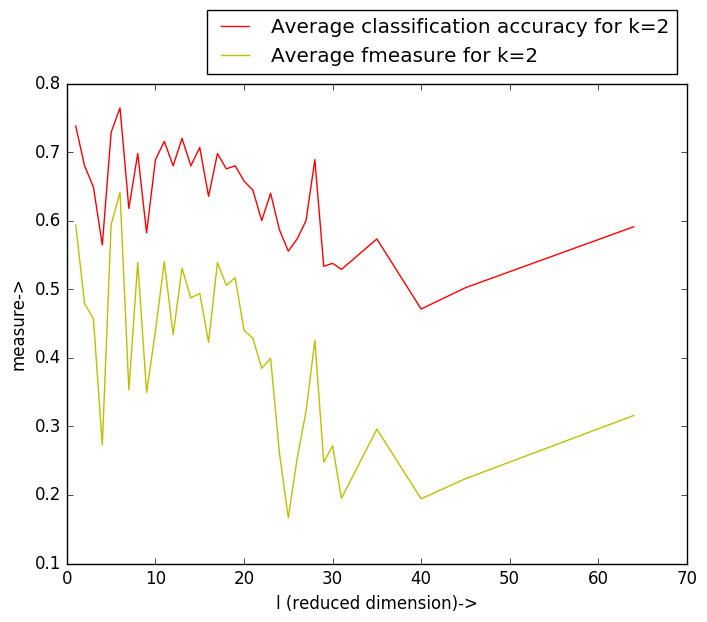 Average classification accuracy for k=2
Average fmeasure for k=2
0.8
0.7
0.6
0.5
0.4
0.3
0.2
0.1
measure->
0 10 20 30 40 50 60 70
l (reduced dimension)->